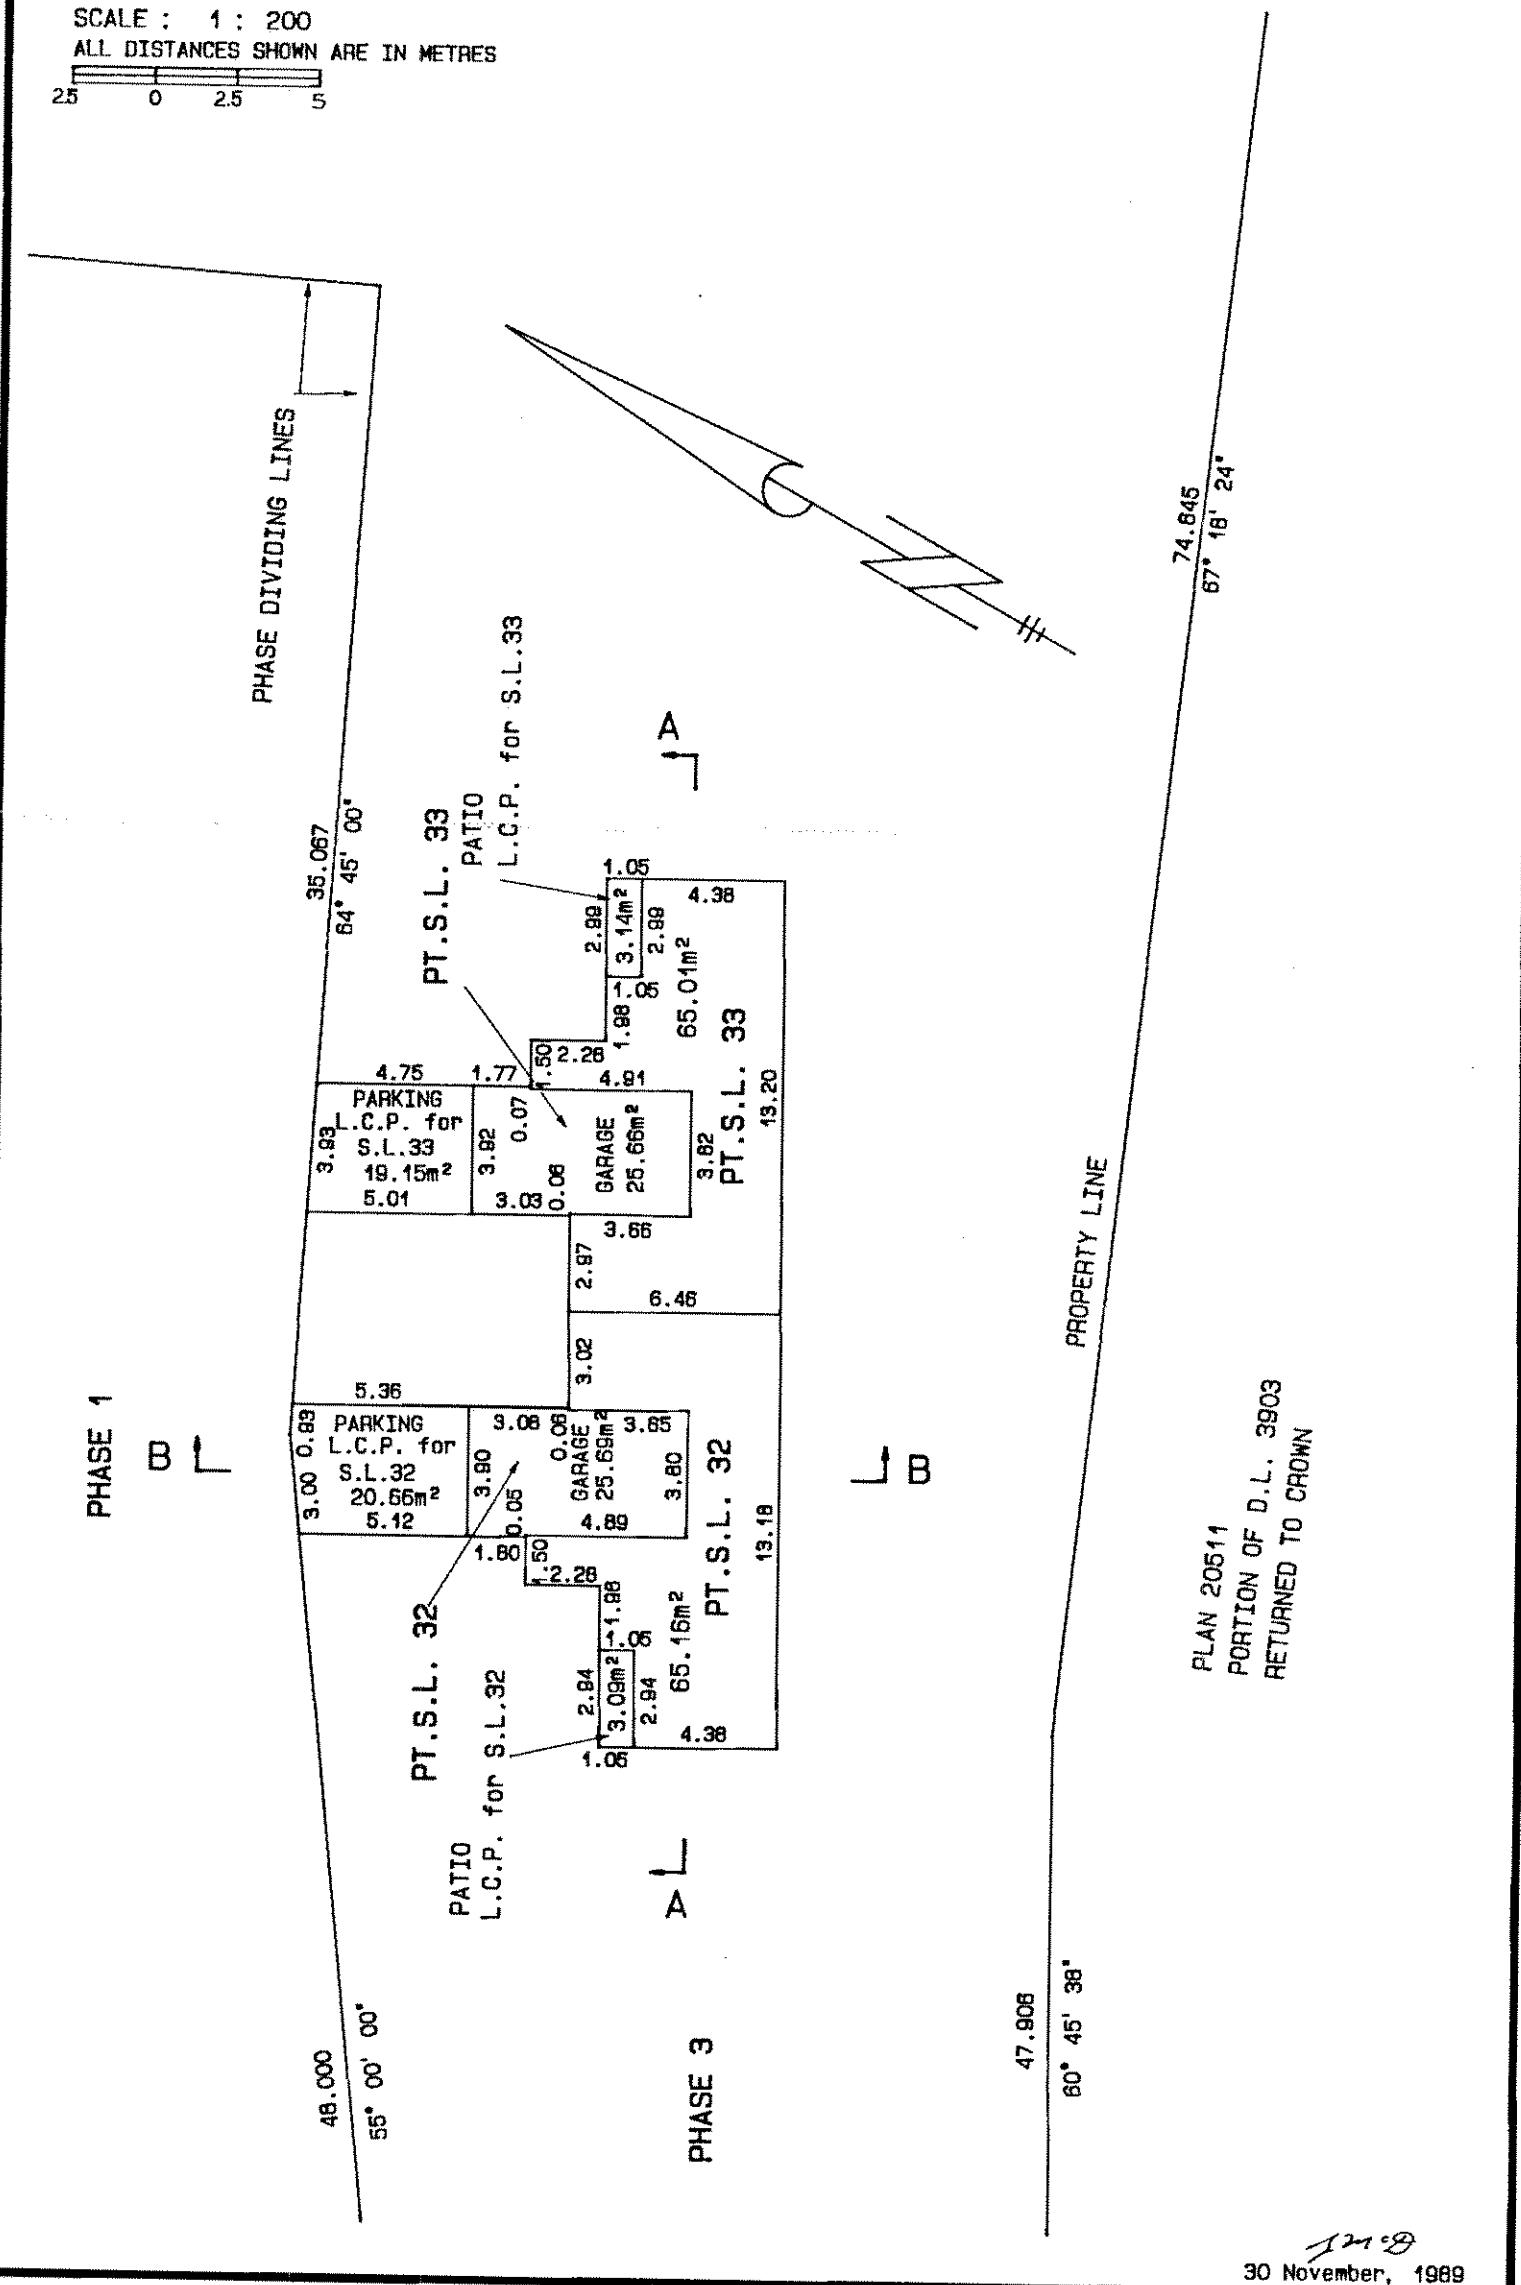 SCALE : 1 : 200
ALL DISTANCES SHOWN ARE IN METRES
2.5 0 2.5 5
PHASE DIVIDING LINES
35.067
64° 45' 00"
74.645
67° 18' 24"
PATIO
L.C.P. for S.L.33
PT.S.L. 33
A
1.05
4.38
2.99
3.14m²
2.99
1.05
1.98
65.01m²
1.50
2.28
4.75
1.77
4.91
PARKING
L.C.P. for
S.L.33
19.15m²
5.01
3.93
3.92
0.07
3.03
0.06
GARAGE
25.66m²
3.82
PT.S.L. 33
13.20
3.66
2.97
6.46
3.02
PROPERTY LINE
PHASE 1
B
5.36
0.93
3.00
PARKING
L.C.P. for
S.L.32
20.66m²
5.12
3.90
3.08
0.06
0.05
GARAGE
25.69m²
3.65
3.80
4.89
PT.S.L. 32
13.18
B
1.80
1.50
2.28
1.98
1.05
65.16m²
2.94
3.09m²
2.94
4.38
1.05
PT.S.L. 32
PATIO
L.C.P. for S.L.32
A
PLAN 20511
PORTION OF D.L. 3903
RETURNED TO CROWN
48.000
55° 00' 00"
PHASE 3
47.908
60° 45' 38"
30 November, 1989